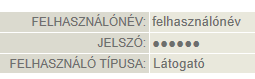 FELHASZNÁLÓNÉV: felhasználónév
JELSZÓ: ●●●●●●
FELHASZNÁLÓ TÍPUSA: Látogató